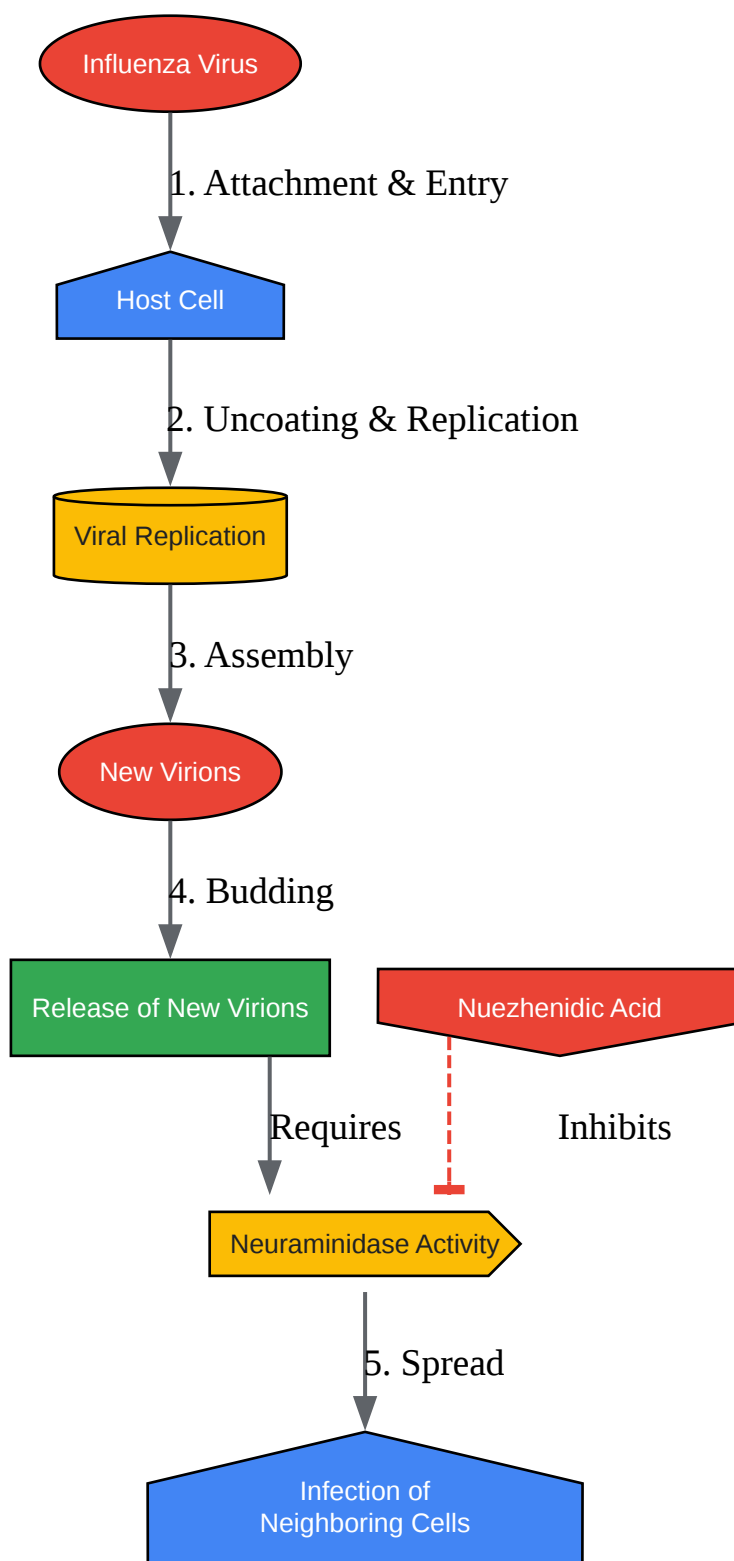 Influenza Virus
1. Attachment & Entry
Host Cell
2. Uncoating & Replication
Viral Replication
3. Assembly
New Virions
4. Budding
Release of New Virions
Nuezhenidic Acid
Requires
Inhibits
Neuraminidase Activity
5. Spread
Infection of
Neighboring Cells